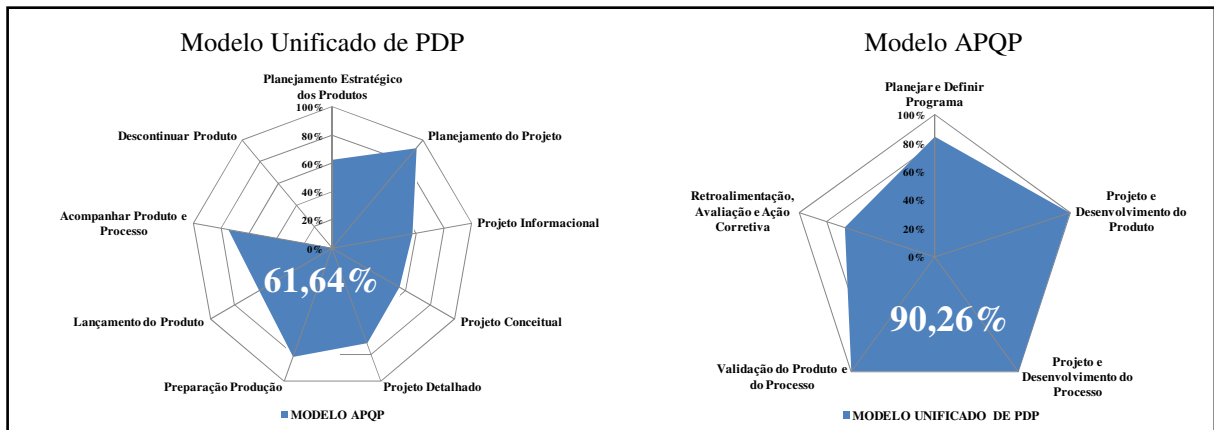 Modelo Unificado de PDP
Planejamento Estratégico
dos Produtos
100%
80%
60%
40%
20%
0%
Descontinuar Produto
Planejamento do Projeto
Acompanhar Produto e
Processo
Projeto Informacional
61,64%
Lançamento do Produto
Projeto Conceitual
Preparação Produção
Projeto Detalhado
MODELO APQP
Modelo APQP
Planejar e Definir
Programa
100%
80%
60%
40%
20%
0%
Retroalimentação,
Avaliação e Ação
Corretiva
Projeto e
Desenvolvimento do
Produto
90,26%
Validação do Produto e
do Processo
Projeto e
Desenvolvimento do
Processo
MODELO UNIFICADO DE PDP